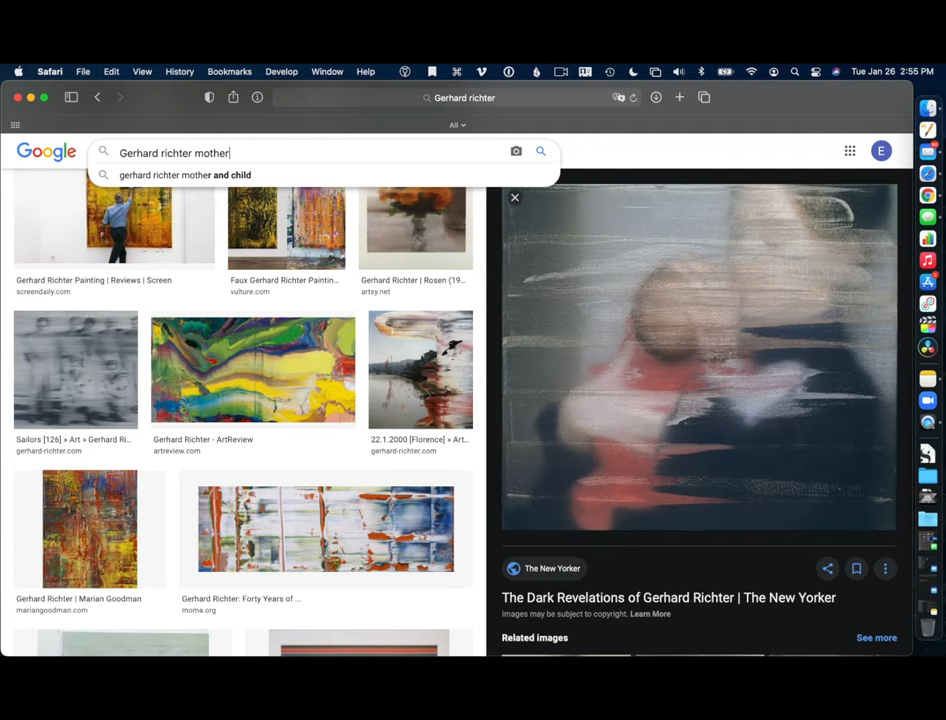 Safari File Edit View History Bookmarks Develop Window Help Tue Jan 26 2:55 PM
Gerhard richter
All
Google
Gerhard richter mother
E
gerhard richter mother and child
Gerhard Richter Painting | Reviews | Screen
screendaily.com
Faux Gerhard Richter Paintin...
vulture.com
Gerhard Richter | Rosen (19...
artsy.net
Sailors [126] » Art » Gerhard Ri...
gerhard-richter.com
Gerhard Richter - ArtReview
artreview.com
22.1.2000 [Florence] » Art...
gerhard-richter.com
Gerhard Richter | Marian Goodman
mariangoodman.com
Gerhard Richter: Forty Years of ...
moma.org
The New Yorker
The Dark Revelations of Gerhard Richter | The New Yorker
Images may be subject to copyright. Learn More
Related images
See more